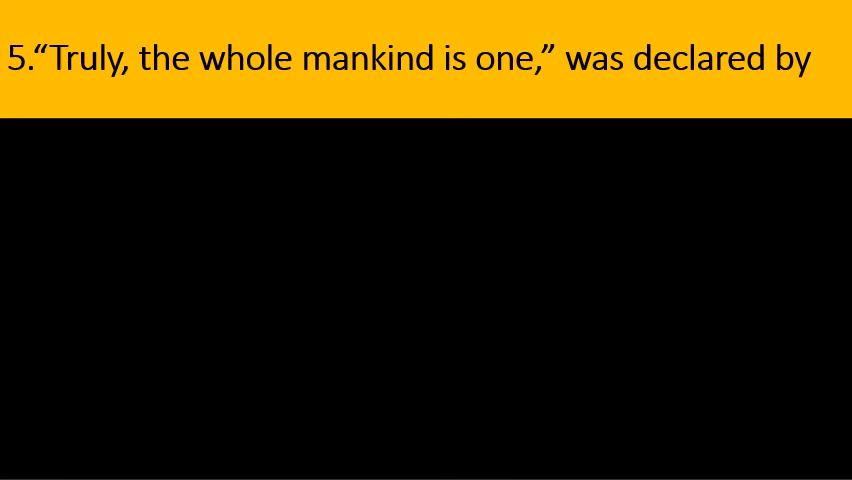 5.“Truly, the whole mankind is one,” was declared by